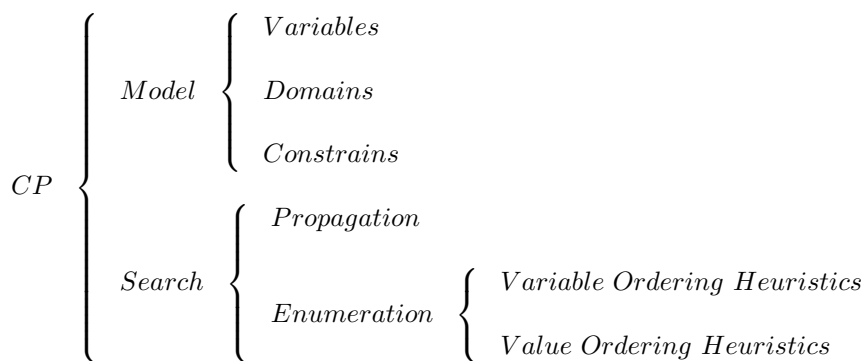 Variables
Model Domains
Constrains
CP
Propagation
Search
Variable Ordering Heuristics
Enumeration
Value Ordering Heuristics